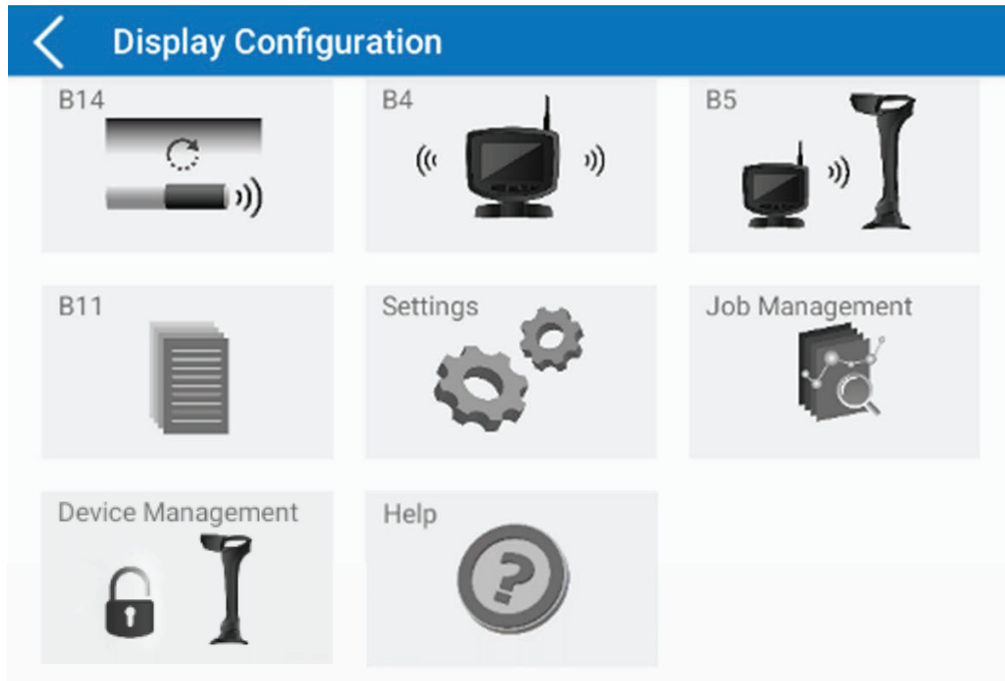 Display Configuration
B14
B4
B5
B11
Settings
Job Management
Device Management
Help
?